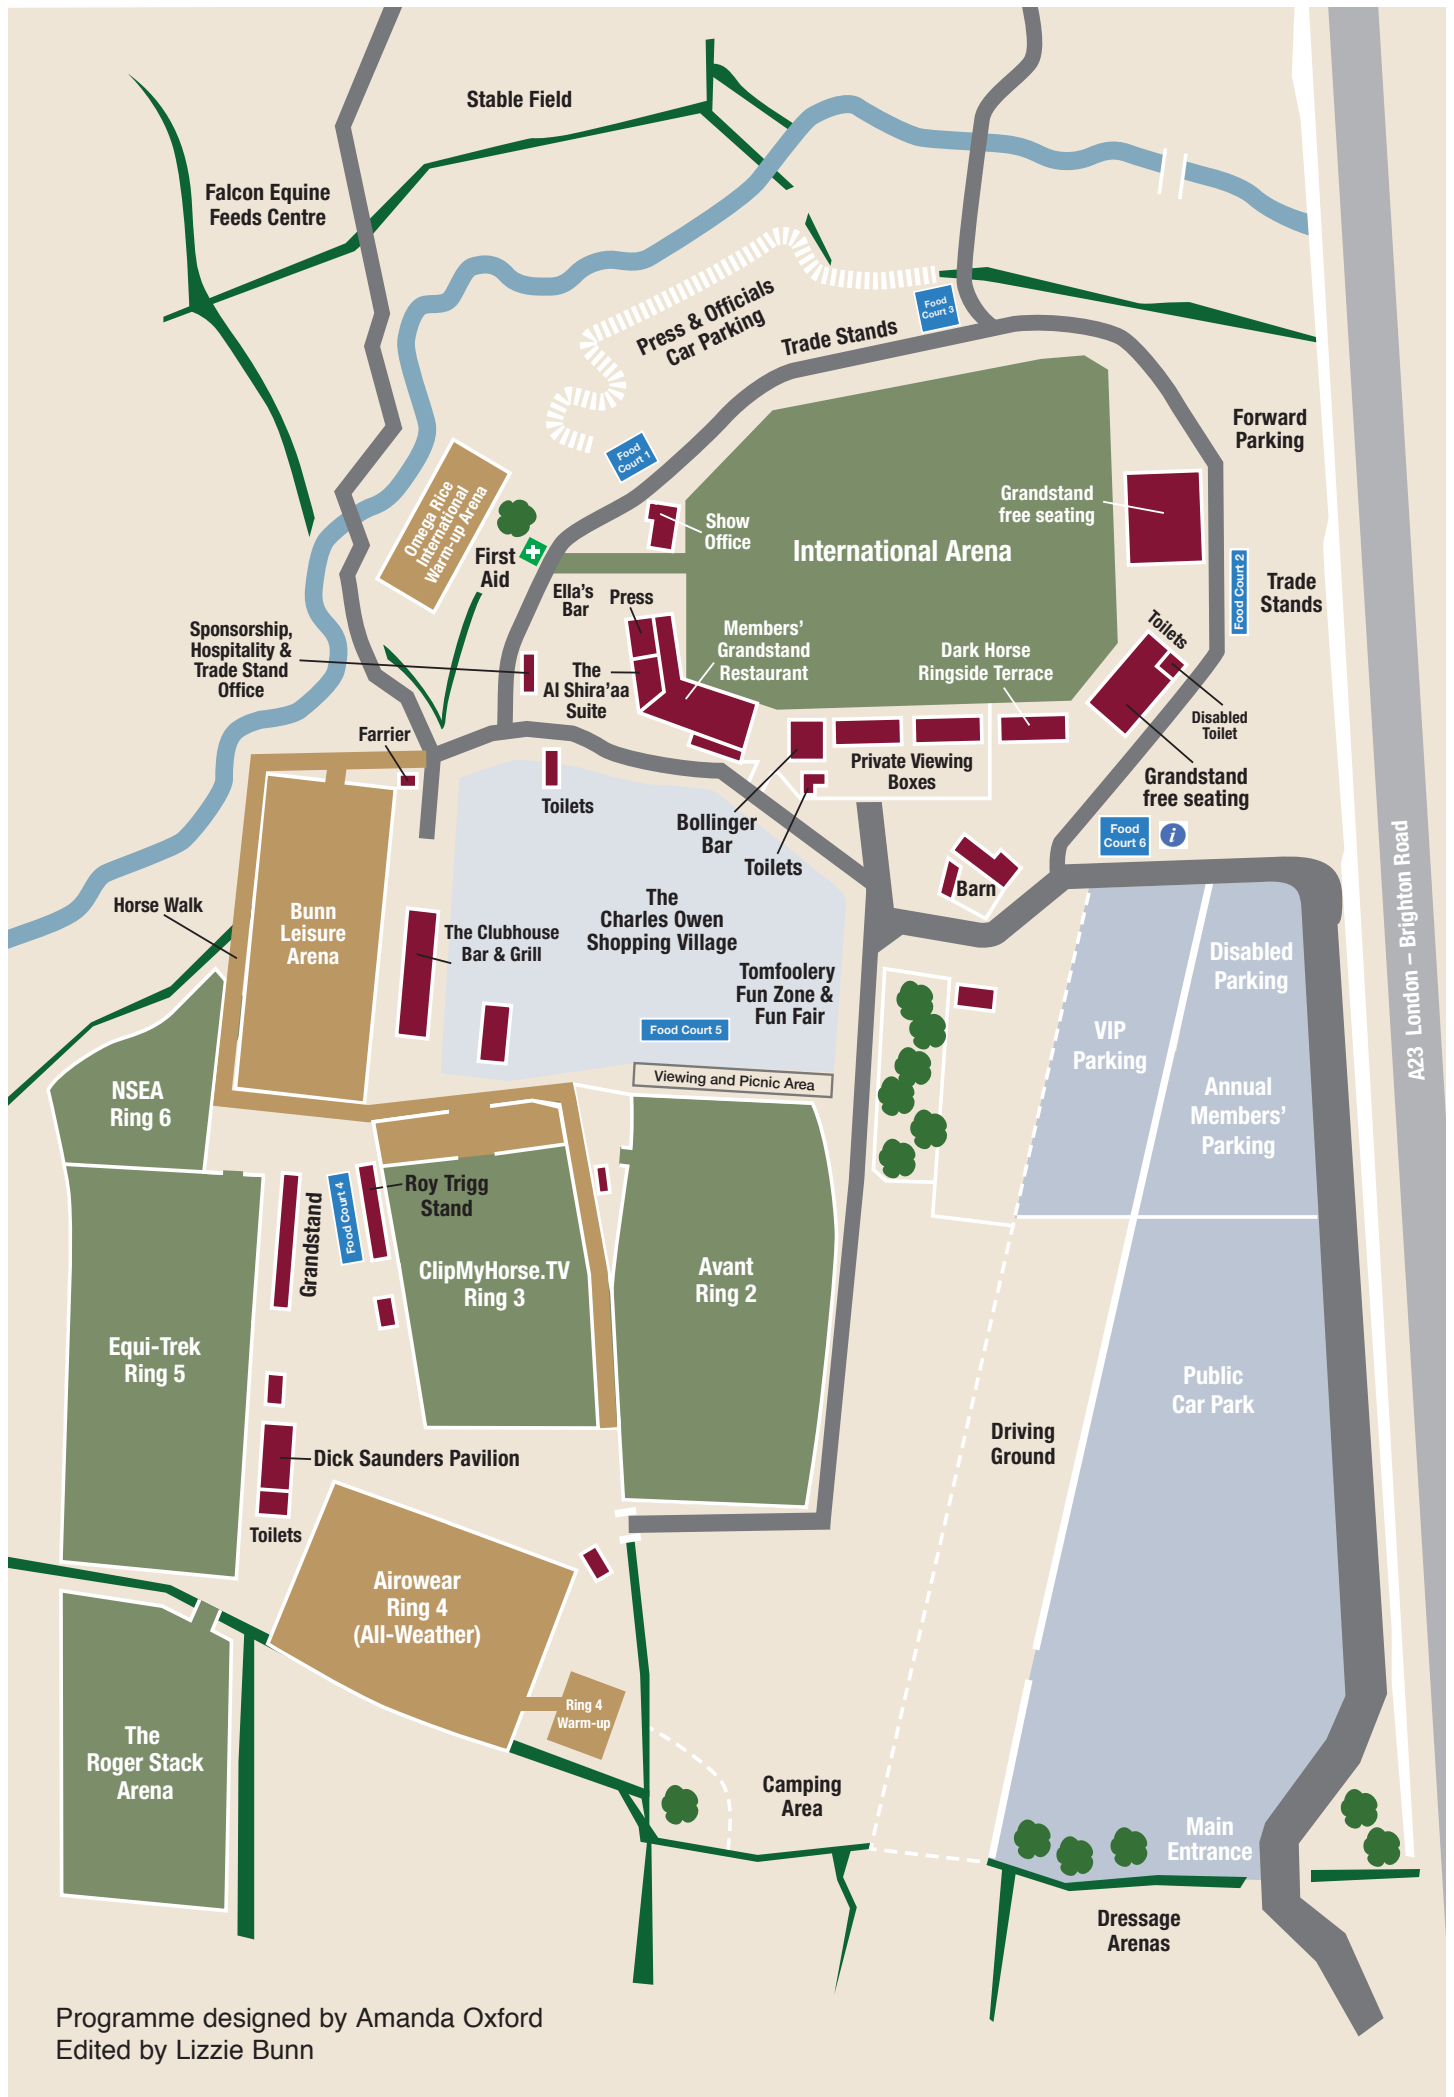 Stable Field
Falcon Equine
Feeds Centre
Press & Officials
Car Parking
Food
Court 3
Trade Stands
Forward
Parking
Food
Court 1
Omega Rice
International
Warm-up Arena
Grandstand
free seating
Show
Office
International Arena
First
Aid
Food Court 2
Trade
Stands
Ella's
Bar
Press
Sponsorship,
Hospitality &
Trade Stand
Office
Members'
Grandstand
Restaurant
Toilets
Dark Horse
Ringside Terrace
The
Al Shira'aa
Suite
Disabled
Toilet
Farrier
Private Viewing
Boxes
Grandstand
free seating
Toilets
Bollinger
Bar
Toilets
Food
Court 6
i
A23 London – Brighton Road
Barn
Horse Walk
Bunn
Leisure
Arena
The Clubhouse
Bar & Grill
The
Charles Owen
Shopping Village
Tomfoolery
Fun Zone &
Fun Fair
Disabled
Parking
Food Court 5
VIP
Parking
Viewing and Picnic Area
NSEA
Ring 6
Annual
Members'
Parking
Grandstand
Food Court 4
Roy Trigg
Stand
ClipMyHorse.TV
Ring 3
Avant
Ring 2
Equi-Trek
Ring 5
Public
Car Park
Driving
Ground
Dick Saunders Pavilion
Toilets
Airowear
Ring 4
(All-Weather)
Ring 4
Warm-up
The
Roger Stack
Arena
Camping
Area
Main
Entrance
Dressage
Arenas
Programme designed by Amanda Oxford
Edited by Lizzie Bunn